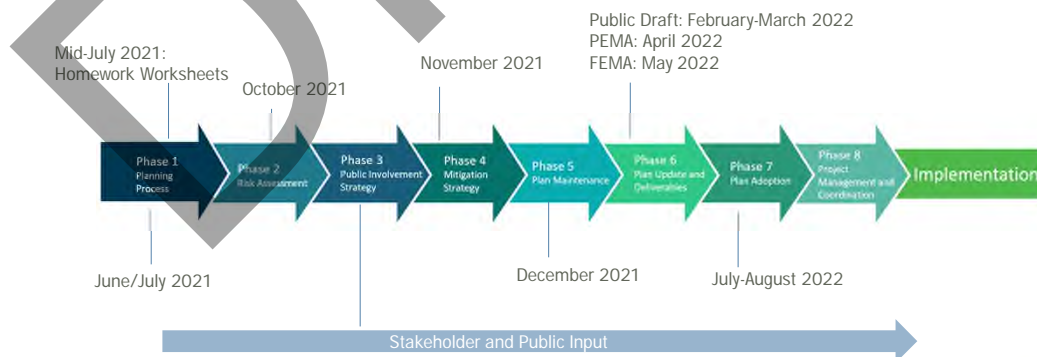 Public Draft: February-March 2022
PEMA: April 2022
FEMA: May 2022
Mid-July 2021:
Homework Worksheets
October 2021
November 2021
Phase 1
Planning
Process
Phase 2
Risk Assessment
Phase 3
Public Involvement
Strategy
Phase 4
Mitigation
Strategy
Phase 5
Plan Maintenance
Phase 6
Plan Update and
Deliverables
Phase 7
Plan Adoption
Phase 8
Project
Management and
Coordination
Implementation
June/July 2021
December 2021
July-August 2022
Stakeholder and Public Input